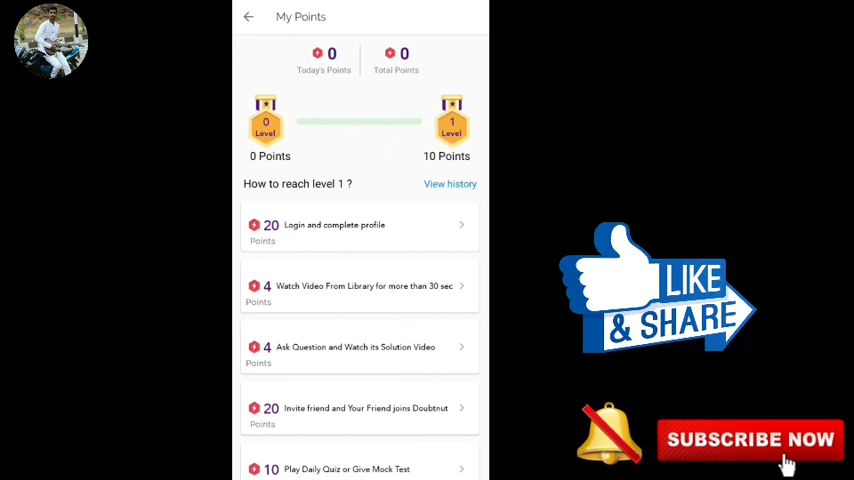 My Points
0
0
Today's Points
Total Points
0
Level
1
Level
0 Points
10 Points
How to reach level 1 ?
View history
20 Login and complete profile
Points
4 Watch Video From Library for more than 30 sec
Points
4 Ask Question and Watch its Solution Video
Points
20 Invite friend and Your Friend joins Doubtnut
Points
10 Play Daily Quiz or Give Mock Test
LIKE
& SHARE
SUBSCRIBE NOW